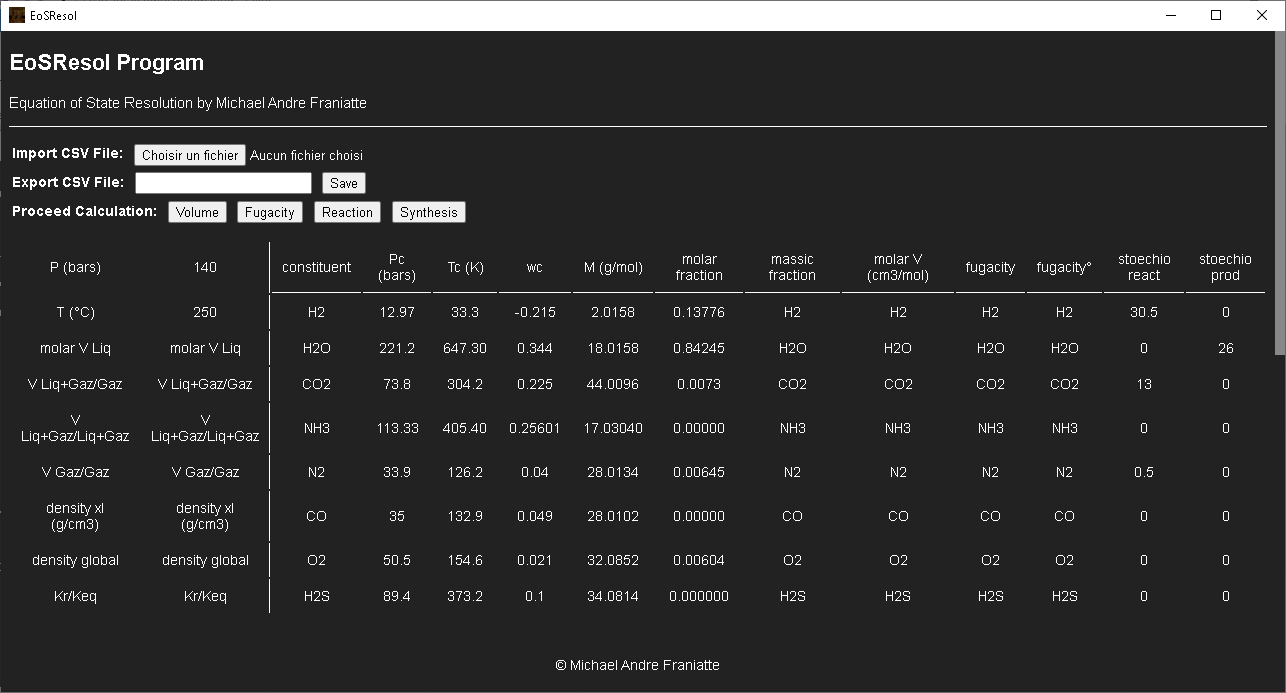 EoSResol
EoSResol Program
Equation of State Resolution by Michael Andre Franiatte
Import CSV File: Choisir un fichier Aucun fichier choisi
Export CSV File: Save
Proceed Calculation: Volume Fugacity Reaction Synthesis
P (bars) 140 constituent Pc (bars) Tc (K) wc M (g/mol) molar fraction massic fraction molar V (cm3/mol) fugacity fugacity° stoechio react stoechio prod
T (°C) 250 H2 12.97 33.3 -0.215 2.0158 0.13776 H2 H2 H2 H2 30.5 0
molar V Liq molar V Liq H2O 221.2 647.30 0.344 18.0158 0.84245 H2O H2O H2O H2O 0 26
V Liq+Gaz/Gaz V Liq+Gaz/Gaz CO2 73.8 304.2 0.225 44.0096 0.0073 CO2 CO2 CO2 CO2 13 0
V Liq+Gaz/Liq+Gaz V Liq+Gaz/Liq+Gaz NH3 113.33 405.40 0.25601 17.03040 0.00000 NH3 NH3 NH3 NH3 0 0
V Gaz/Gaz V Gaz/Gaz N2 33.9 126.2 0.04 28.0134 0.00645 N2 N2 N2 N2 0.5 0
density xl (g/cm3) density xl (g/cm3) CO 35 132.9 0.049 28.0102 0.00000 CO CO CO CO 0 0
density global density global O2 50.5 154.6 0.021 32.0852 0.00604 O2 O2 O2 O2 0 0
Kr/Keq Kr/Keq H2S 89.4 373.2 0.1 34.0814 0.000000 H2S H2S H2S H2S 0 0
© Michael Andre Franiatte